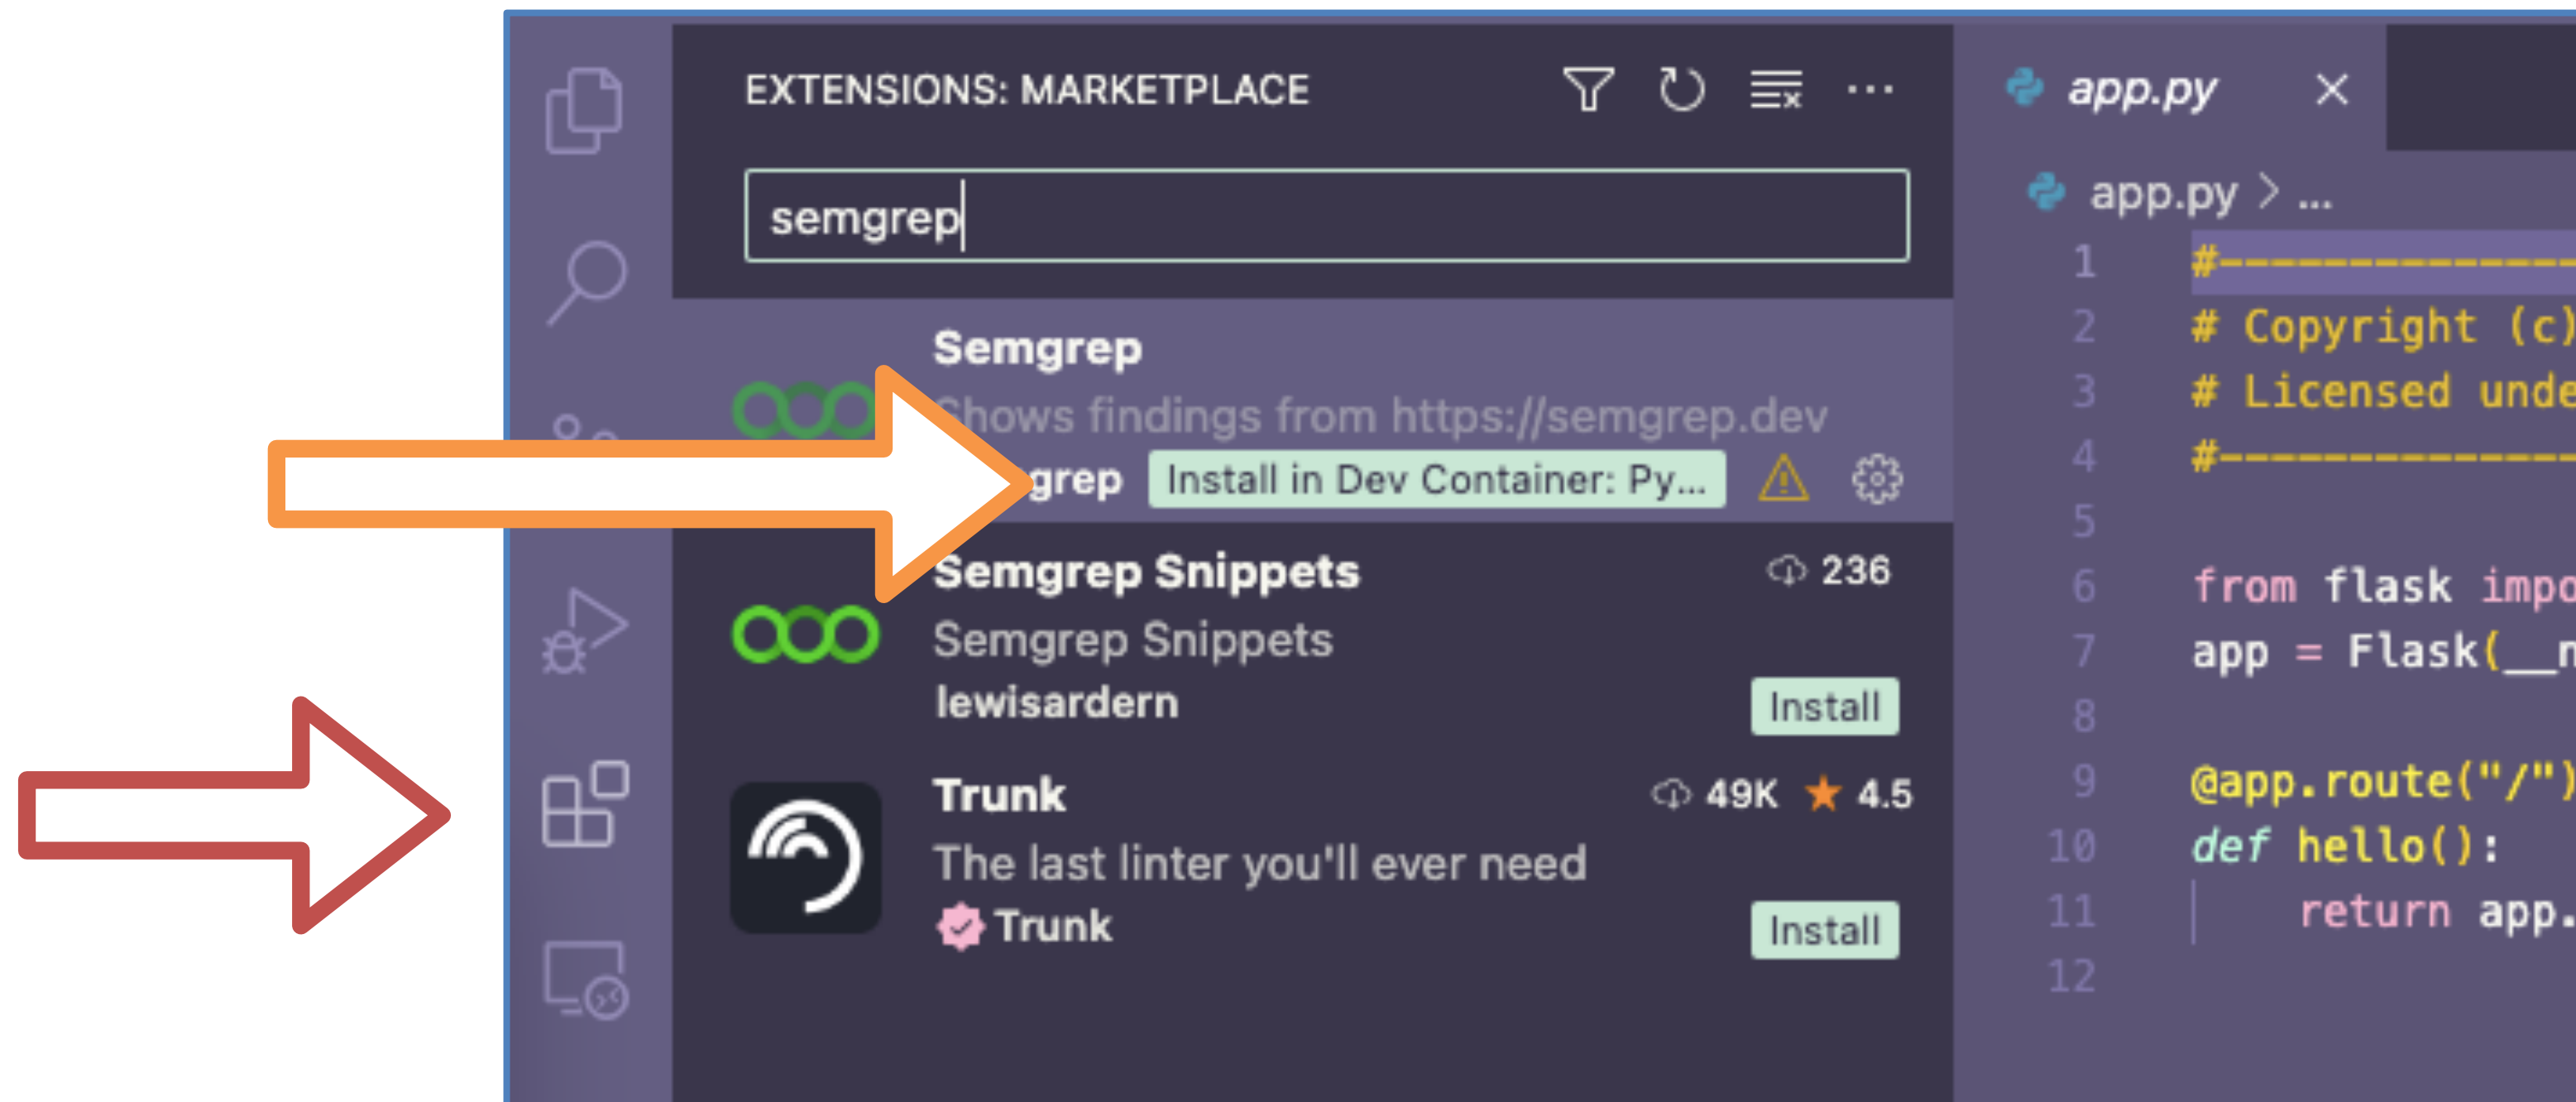 EXTENSIONS: MARKETPLACE
semgrep
Semgrep
Shows findings from https://semgrep.dev
grep Install in Dev Container: Py...
Semgrep Snippets 236
Semgrep Snippets
lewisardern Install
Trunk 49K 4.5
The last linter you'll ever need
Trunk Install
app.py
app.py > ...
1 #----------------
2 # Copyright (c)
3 # Licensed unde
4 #----------------
5
6 from flask impo
7 app = Flask(__n
8
9 @app.route("/")
10 def hello():
11 return app.
12